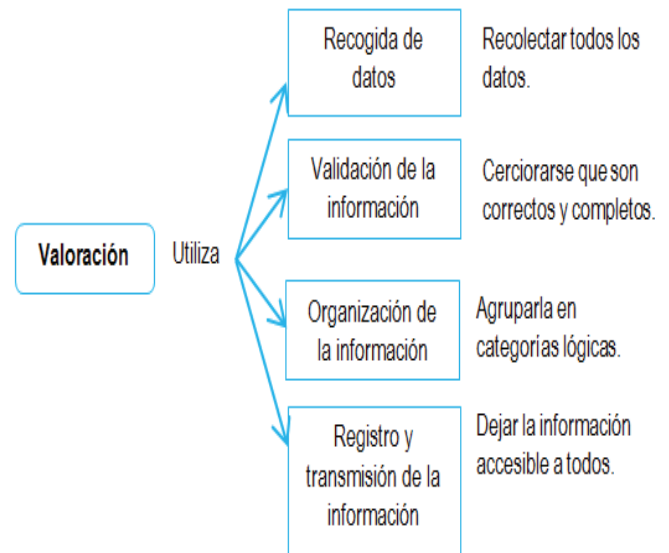 Recogida de
datos
Recolectar todos los
datos.
Validación de la
información
Cerciorarse que son
correctos y completos.
Valoración
Utiliza
Organización de
la información
Agruparla en
categorías lógicas.
Registro y
transmisión de la
información
Dejar la información
accesible a todos.